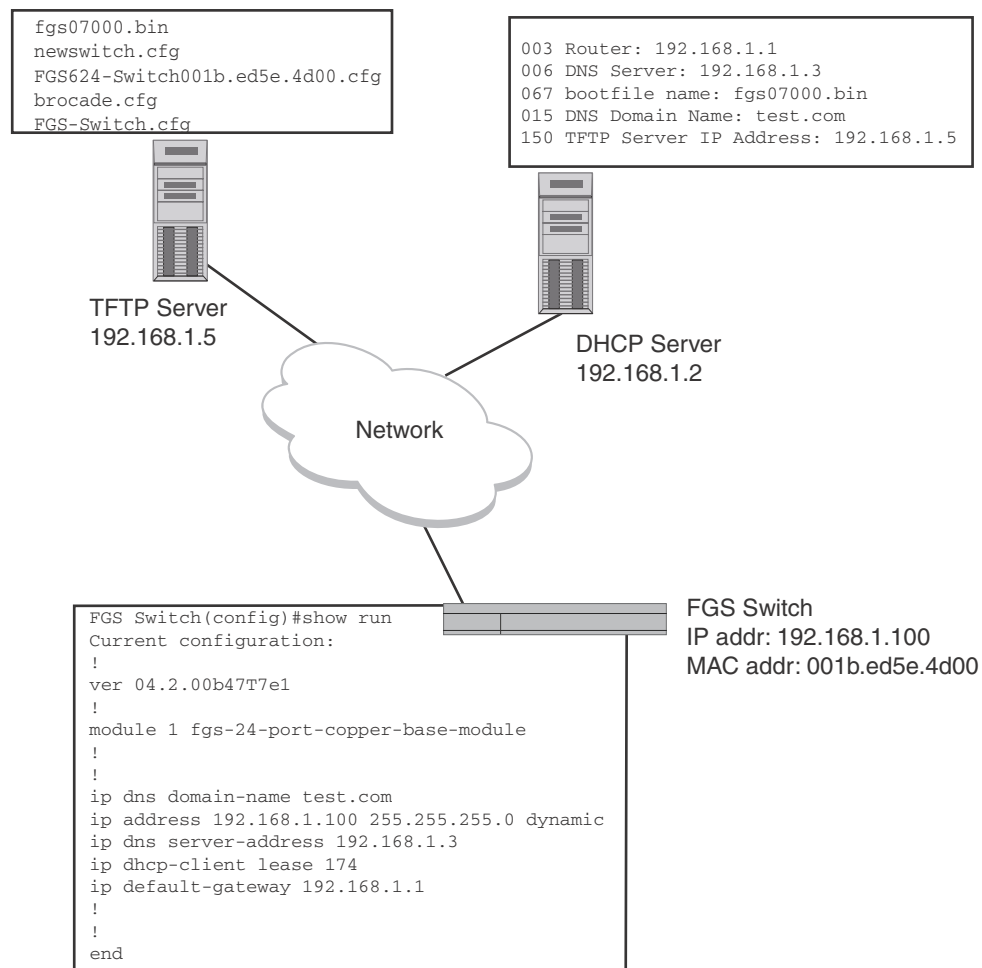 fgs07000.bin
newswitch.cfg
FGS624-Switch001b.ed5e.4d00.cfg
brocade.cfg
FGS-Switch.cfg
003 Router: 192.168.1.1
006 DNS Server: 192.168.1.3
067 bootfile name: fgs07000.bin
015 DNS Domain Name: test.com
150 TFTP Server IP Address: 192.168.1.5
TFTP Server
192.168.1.5
DHCP Server
192.168.1.2
Network
FGS Switch
IP addr: 192.168.1.100
MAC addr: 001b.ed5e.4d00
FGS Switch(config)#show run
Current configuration:
!
ver 04.2.00b47T7e1
!
module 1 fgs-24-port-copper-base-module
!
!
ip dns domain-name test.com
ip address 192.168.1.100 255.255.255.0 dynamic
ip dns server-address 192.168.1.3
ip dhcp-client lease 174
ip default-gateway 192.168.1.1
!
!
end